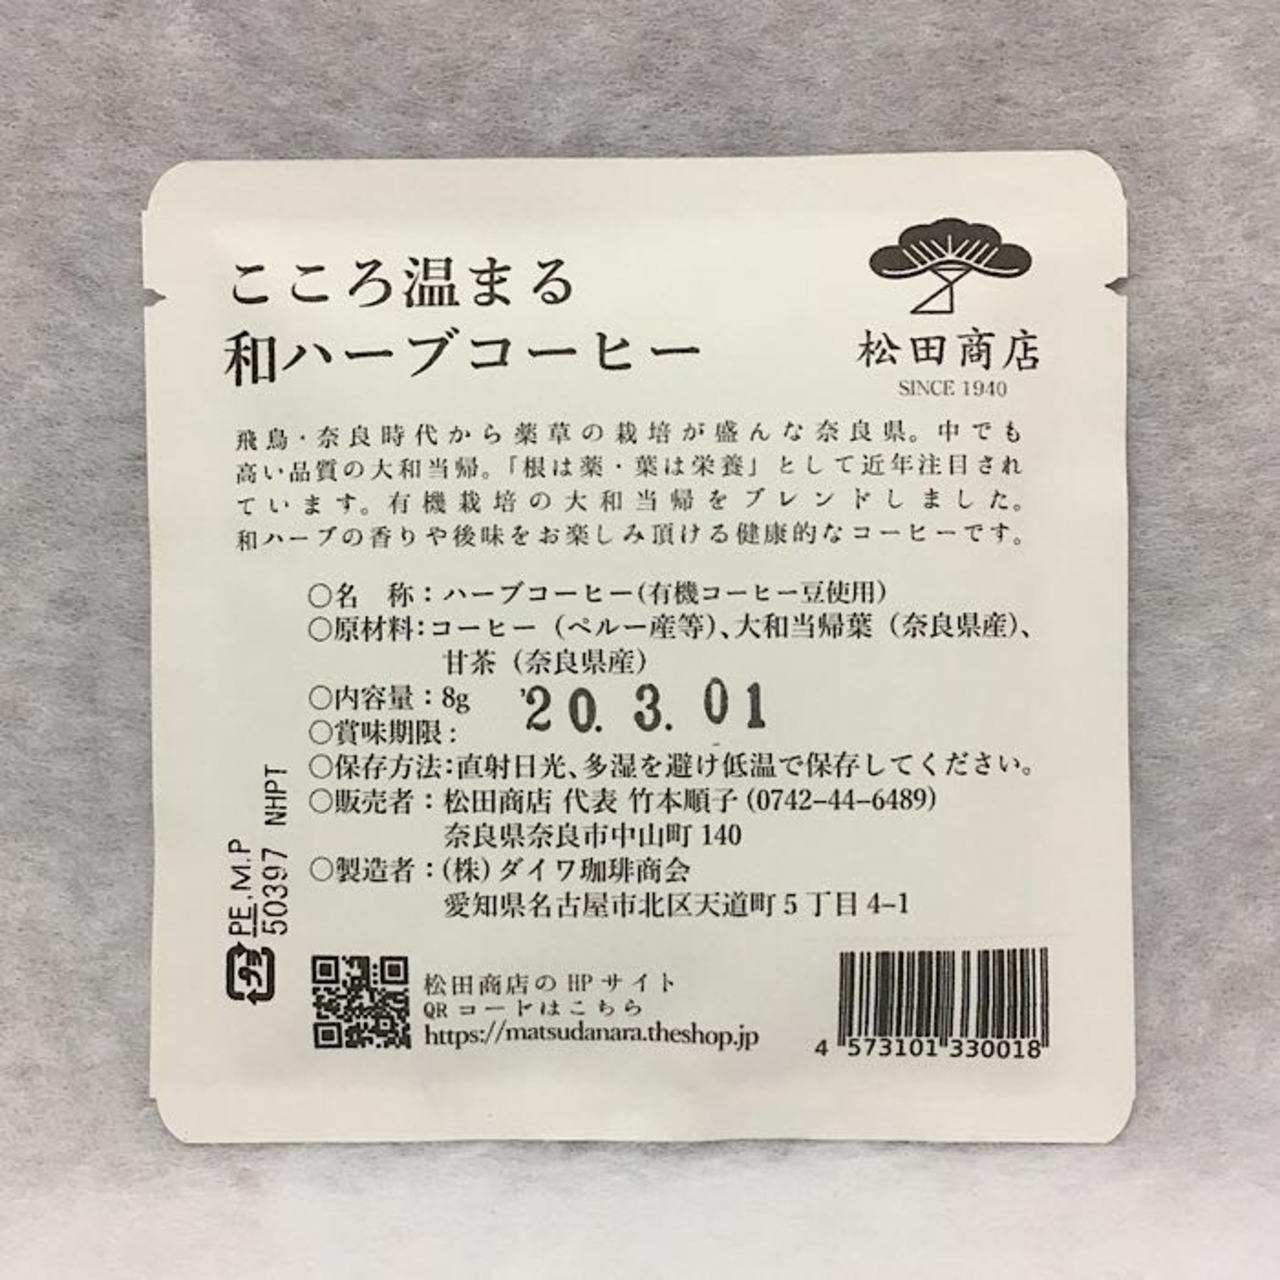 こころ温まる
和ハーブコーヒー
松田商店
SINCE 1940
飛鳥・奈良時代から薬草の栽培が盛んな奈良県。中でも
高い品質の大和当帰。「根は薬・葉は栄養」として近年注目され
ています。有機栽培の大和当帰をブレンドしました。
和ハーブの香りや後味をお楽しみ頂ける健康的なコーヒーです。
○名　称：ハーブコーヒー(有機コーヒー豆使用)
○原材料：コーヒー（ペルー産等）、大和当帰葉（奈良県産）、
甘茶（奈良県産）
○内容量：8g
○賞味期限：
'20. 3. 01
○保存方法：直射日光、多湿を避け低温で保存してください。
○販売者：松田商店 代表 竹本順子 (0742–44–6489)
奈良県奈良市中山町 140
○製造者：(株) ダイワ珈琲商会
愛知県名古屋市北区天道町 5 丁目 4–1
プラ
PE,M.P
50397 NHPT
松田商店の HP サイト
QR コードはこちら
https://matsudanara.theshop.jp
4 573101 330018